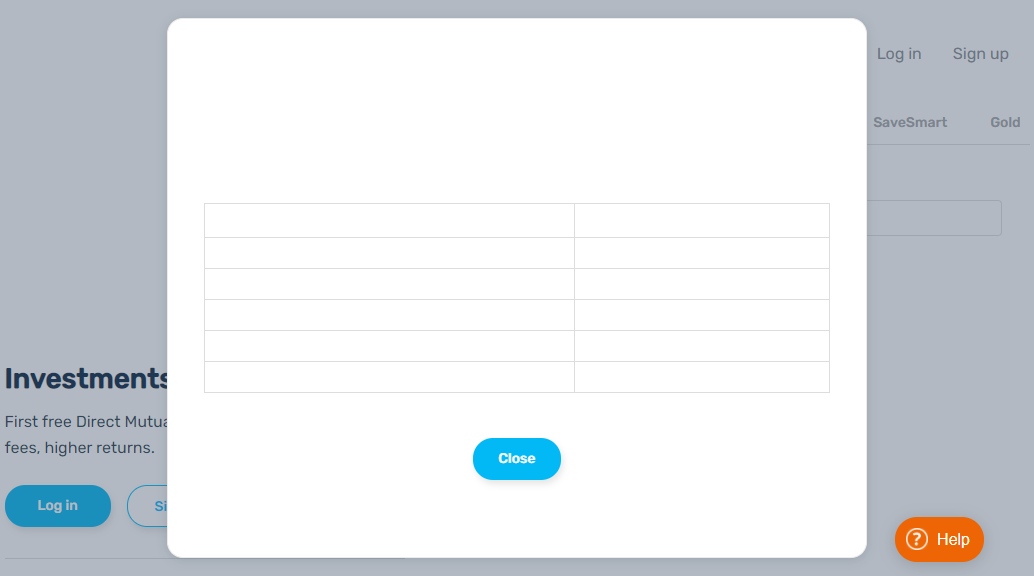 Log in
Sign up
SaveSmart
Gold
Investments
First free Direct Mutua
fees, higher returns.
Log in
Si
Close
Help